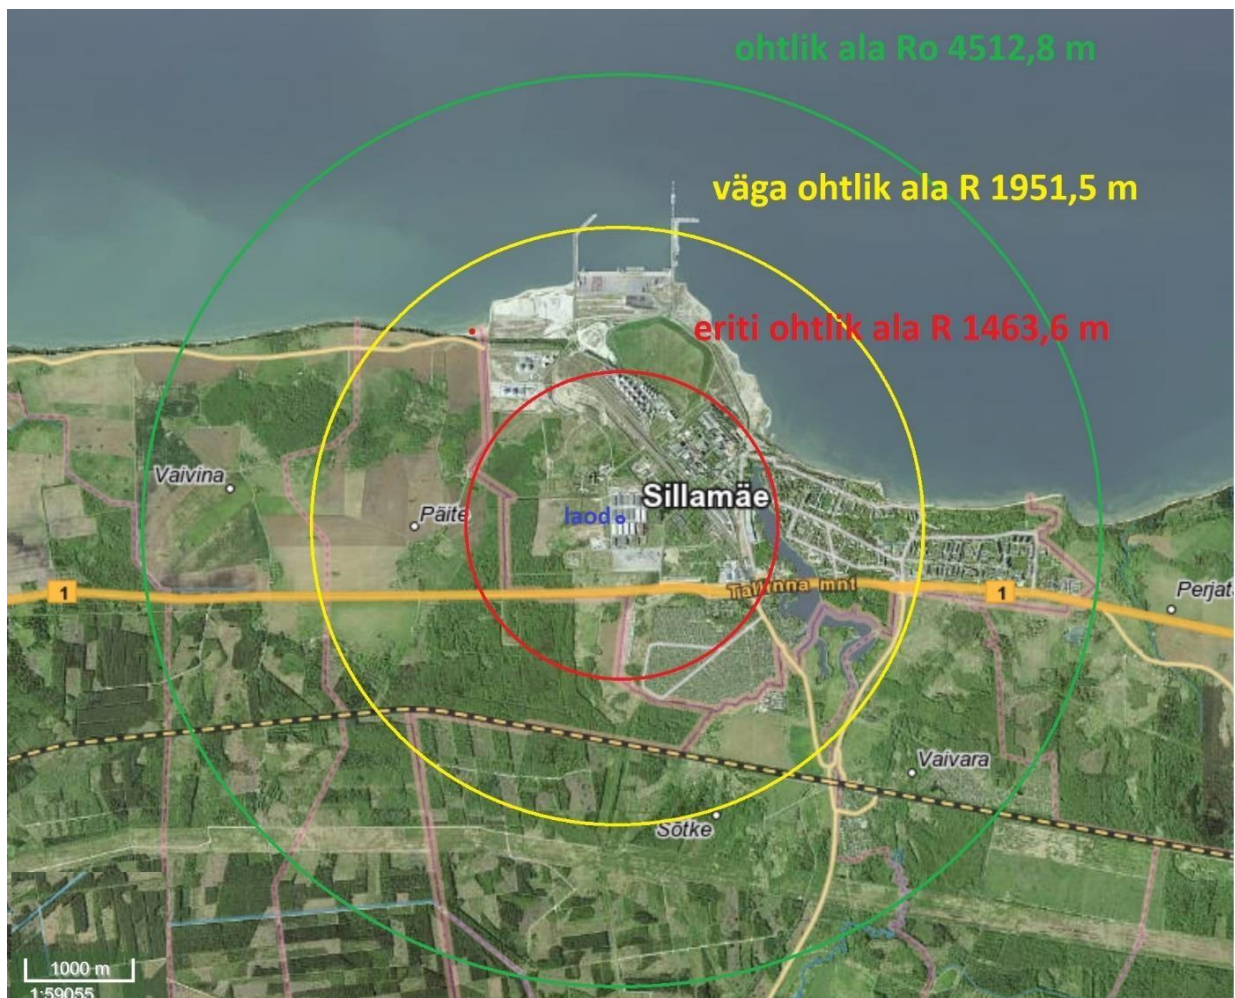 ohtlik ala Ro 4512,8 m
väga ohtlik ala R 1951,5 m
eriti ohtlik ala R 1463,6 m
Vaivina
Sillamäe
Päite
laod
1
Tallinna mnt
1
Perjat
Vaivara
Sõtke
1000 m
1:59055